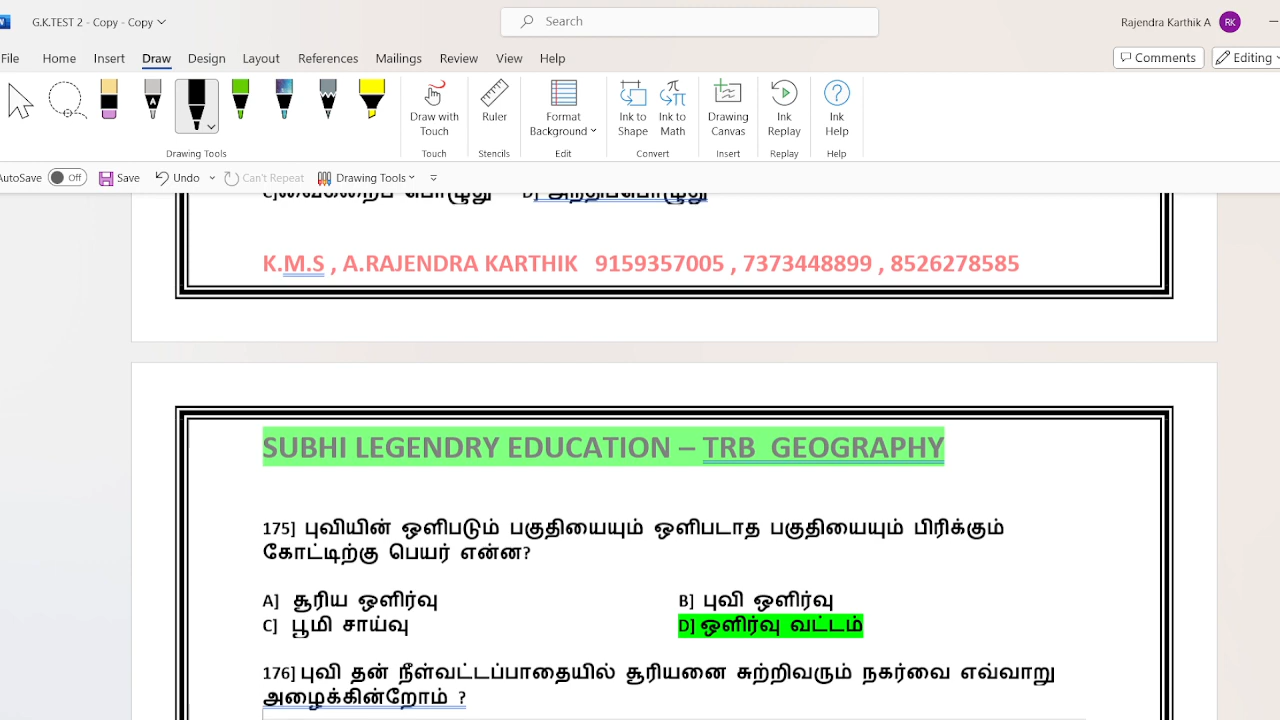 G.K.TEST 2 - Copy - Copy
Search
Rajendra Karthik A
RK
File Home Insert Draw Design Layout References Mailings Review View Help
Comments
Editing
Draw with Touch
Ruler
Format Background
Ink to Shape
Ink to Math
Drawing Canvas
Ink Replay
Ink Help
Drawing Tools Touch Stencils Edit Convert Insert Replay Help
AutoSave Off Save Undo Can't Repeat Drawing Tools
C]வைகறைப் பொழுது D] அந்திப்பொழுது
K.M.S , A.RAJENDRA KARTHIK 9159357005 , 7373448899 , 8526278585
SUBHI LEGENDRY EDUCATION – TRB GEOGRAPHY
175] புவியின் ஒளிபடும் பகுதியையும் ஒளிபடாத பகுதியையும் பிரிக்கும்
கோட்டிற்கு பெயர் என்ன?
A] சூரிய ஒளிர்வு B] புவி ஒளிர்வு
C] பூமி சாய்வு D] ஒளிர்வு வட்டம்
176] புவி தன் நீள்வட்டப்பாதையில் சூரியனை சுற்றிவரும் நகர்வை எவ்வாறு
அழைக்கின்றோம் ?